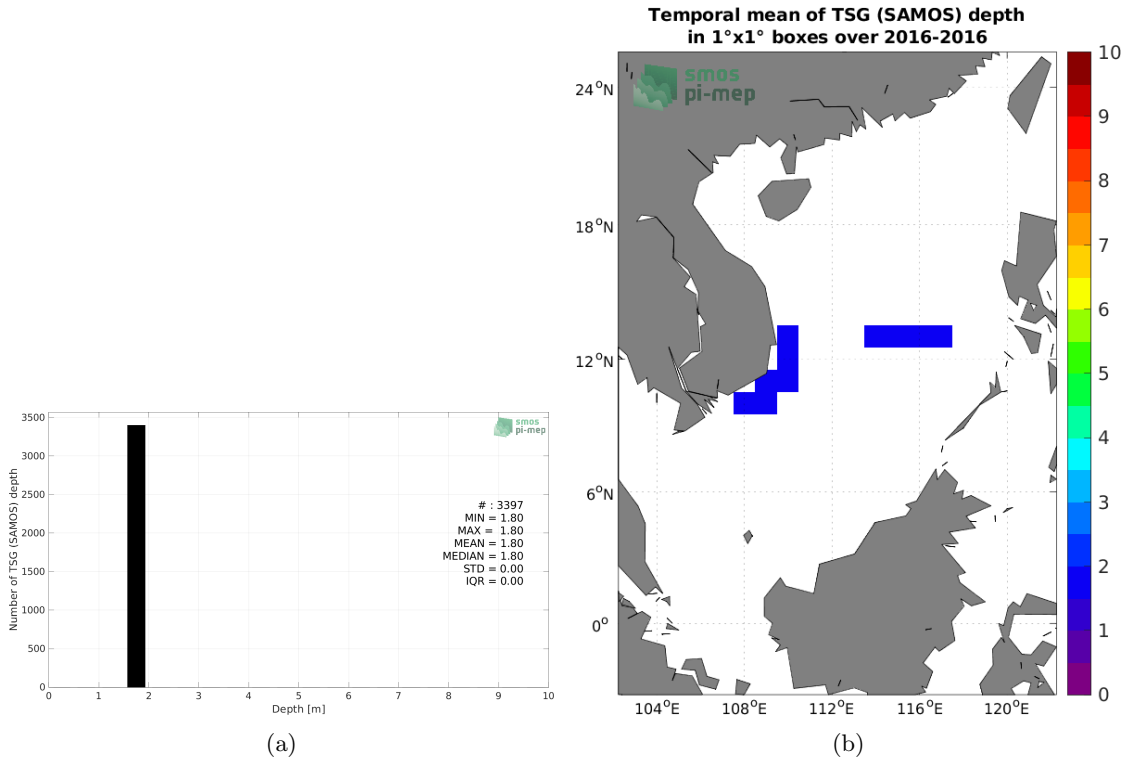 3500
3000
2500
2000
1500
1000
500
0
Number of TSG (SAMOS) depth
smos
pi-mep
# : 3397
MIN = 1.80
MAX = 1.80
MEAN = 1.80
MEDIAN = 1.80
STD = 0.00
IQR = 0.00
0 1 2 3 4 5 6 7 8 9 10
Depth [m]
(a)
Temporal mean of TSG (SAMOS) depth
in 1°x1° boxes over 2016-2016
smos
pi-mep
24°N
18°N
12°N
6°N
0°
104°E 108°E 112°E 116°E 120°E
10
9
8
7
6
5
4
3
2
1
0
(b)